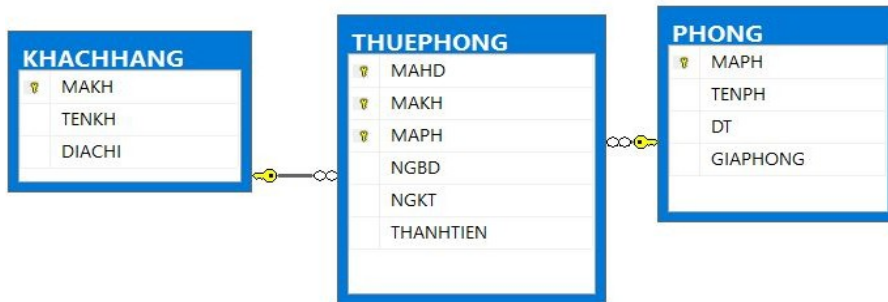 KHACHHANG
MAKH
TENKH
DIACHI
THUEPHONG
MAHD
MAKH
MAPH
NGBD
NGKT
THANHTIEN
PHONG
MAPH
TENPH
DT
GIAPHONG